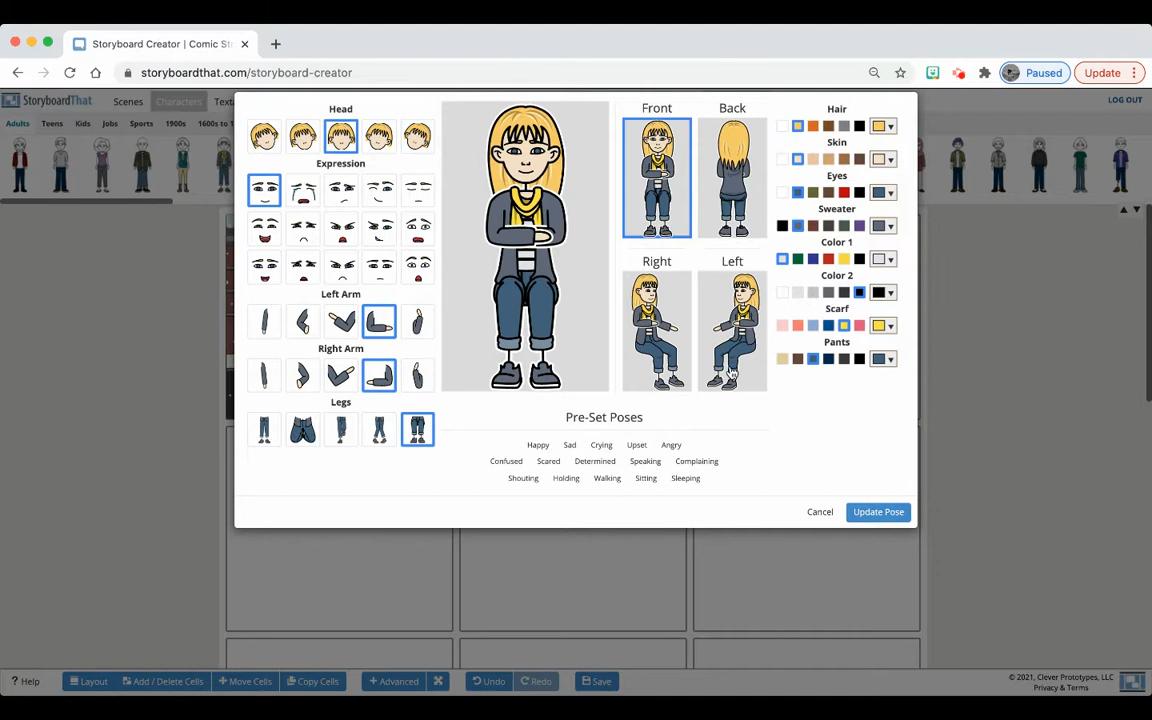 Storyboard Creator | Comic St
storyboardthat.com/storyboard-creator
Paused
Update
StoryboardThat
Scenes
Characters
Text
LOG OUT
Adults
Teens
Kids
Jobs
Sports
1900s
1600s to 1
Head
Expression
Left Arm
Right Arm
Legs
Front
Back
Right
Left
Pre-Set Poses
Happy Sad Crying Upset Angry
Confused Scared Determined Speaking Complaining
Shouting Holding Walking Sitting Sleeping
Hair
Skin
Eyes
Sweater
Color 1
Color 2
Scarf
Pants
Cancel
Update Pose
? Help
Layout
Add / Delete Cells
Move Cells
Copy Cells
+ Advanced
Undo
Redo
Save
© 2021, Clever Prototypes, LLC
Privacy & Terms